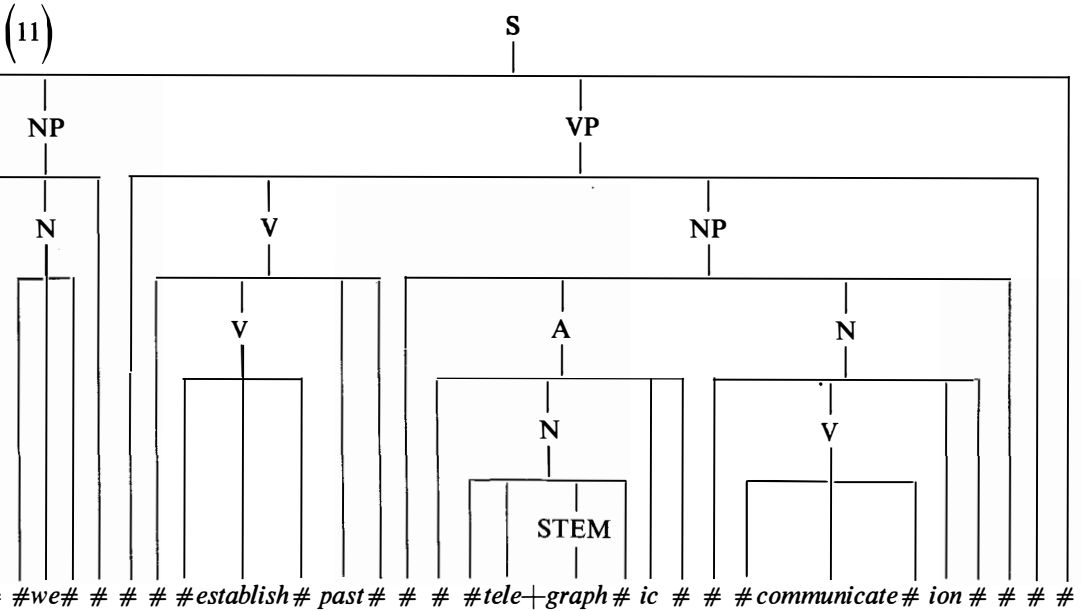 (11) S
NP VP
N V NP
V A N
N V
STEM
#we# # # # #establish# past# # # #tele+graph# ic # # #communicate# ion # # # #